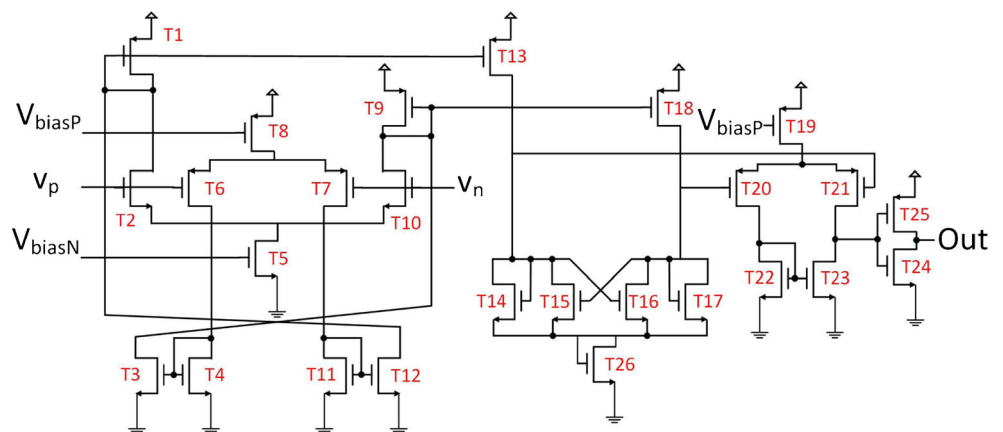 T1
T13
T9
T18
VbiasP
T8
VbiasP
T19
vp
T6
T7
vn
T20
T21
T2
T10
T25
VbiasN
T5
Out
T24
T22
T23
T14
T15
T16
T17
T3
T4
T11
T12
T26